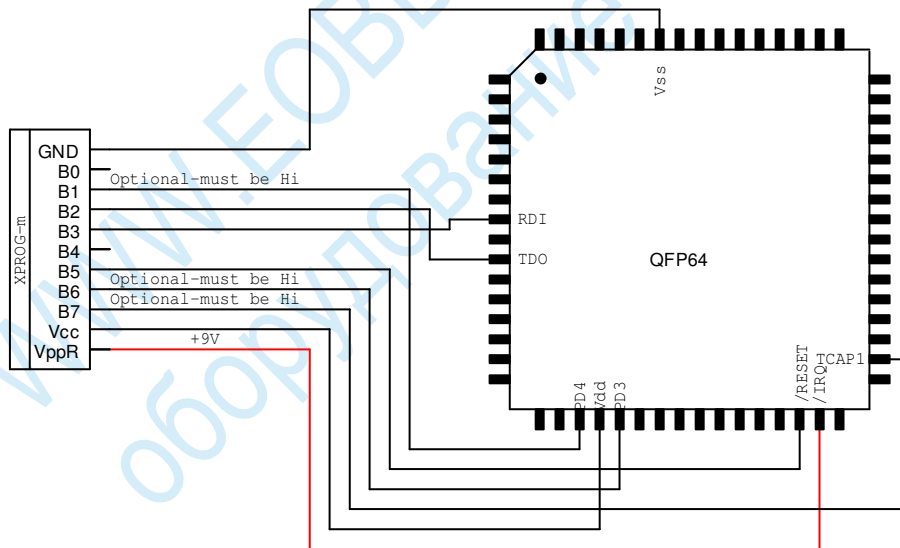 WWW.EOBD
оборудование
XPROG-m
GND
B0
B1
B2
B3
B4
B5
B6
B7
Vcc
VppR
Optional-must be Hi
Optional-must be Hi
Optional-must be Hi
+9V
Vss
RDI
TDO
QFP64
TCAP1
/RESET
/IRQ
PD4
Vdd
PD3